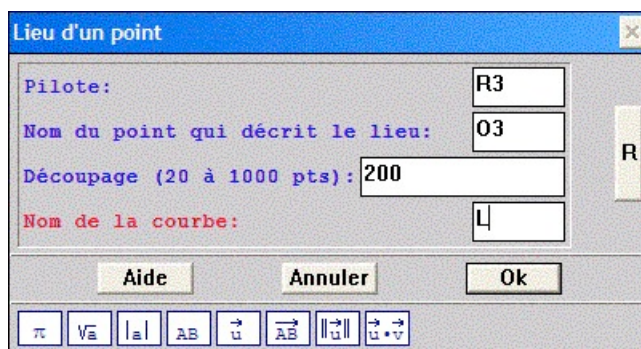 Lieu d'un point
Pilote: R3
Nom du point qui décrit le lieu: O3
Découpage (20 à 1000 pts): 200
Nom de la courbe: L
R
Aide Annuler Ok
π √a |a| AB u⃗ A͞B⃗ ||u⃗|| u⃗·v⃗